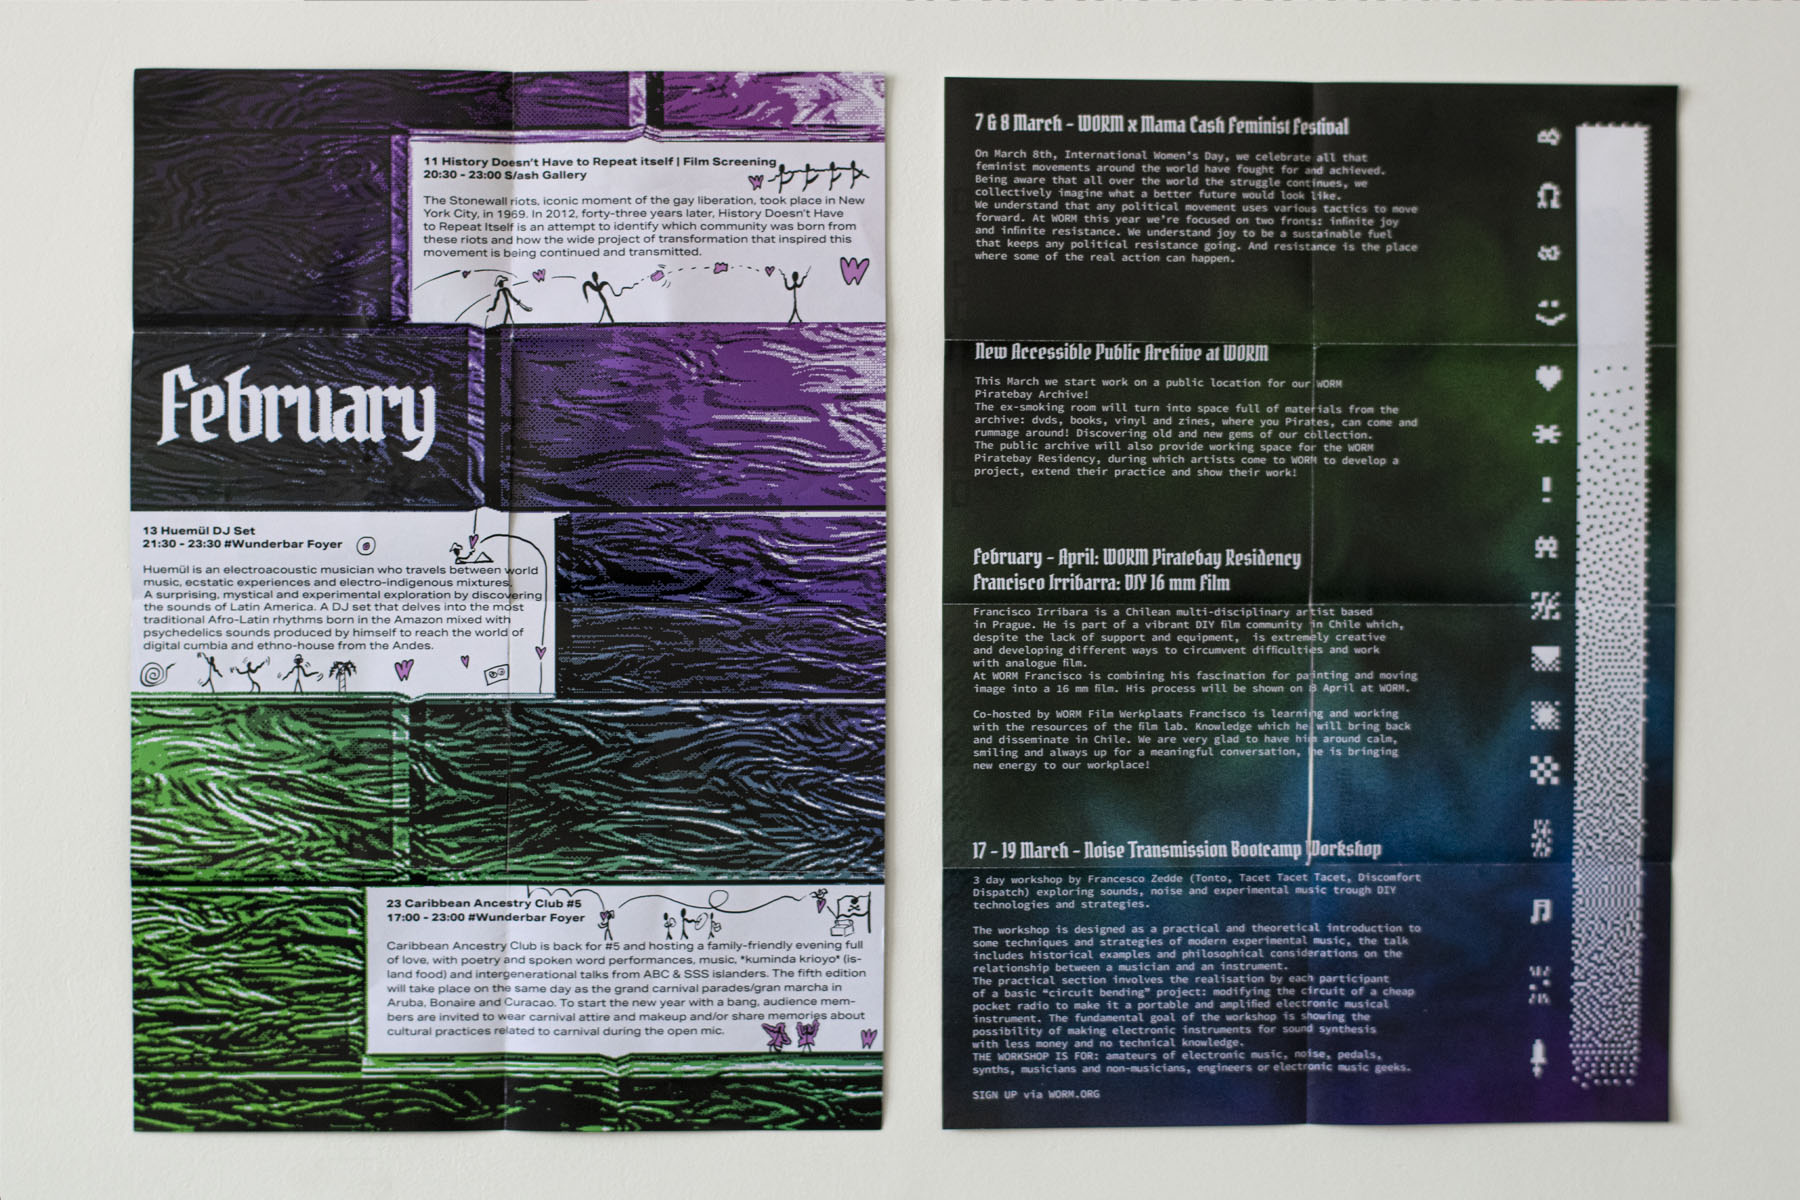 11 History Doesn't Have to Repeat itself | Film Screening
20:30 - 23:00 S/ash Gallery
The Stonewall riots, iconic moment of the gay liberation, took place in New
York City, in 1969. In 2012, forty-three years later, History Doesn't Have
to Repeat Itself is an attempt to identify which community was born from
these riots and how the wide project of transformation that inspired this
movement is being continued and transmitted.
February
13 Huemül DJ Set
21:30 - 23:30 #Wunderbar Foyer
Huemül is an electroacoustic musician who travels between world
music, ecstatic experiences and electro-indigenous mixtures.
A surprising, mystical and experimental exploration by discovering
the sounds of Latin America. A DJ set that delves into the most
traditional Afro-Latin rhythms born in the Amazon mixed with
psychedelics sounds produced by himself to reach the world of
digital cumbia and ethno-house from the Andes.
23 Caribbean Ancestry Club #5
17:00 - 23:00 #Wunderbar Foyer
Caribbean Ancestry Club is back for #5 and hosting a family-friendly evening full
of love, with poetry and spoken word performances, music, *kuminda krioyo* (is-
land food) and intergenerational talks from ABC & SSS islanders. The fifth edition
will take place on the same day as the grand carnival parades/gran marcha in
Aruba, Bonaire and Curacao. To start the new year with a bang, audience mem-
bers are invited to wear carnival attire and makeup and/or share memories about
cultural practices related to carnival during the open mic.
7 & 8 March - WORM x Mama Cash Feminist Festival
On March 8th, International Women's Day, we celebrate all that
feminist movements around the world have fought for and achieved.
Being aware that all over the world the struggle continues, we
collectively imagine what a better future would look like.
We understand that any political movement uses various tactics to move
forward. At WORM this year we're focused on two fronts: infinite joy
and infinite resistance. We understand joy to be a sustainable fuel
that keeps any political resistance going. And resistance is the place
where some of the real action can happen.
New Accessible Public Archive at WORM
This March we start work on a public location for our WORM
Piratebay Archive!
The ex-smoking room will turn into space full of materials from the
archive: dvds, books, vinyl and zines, where you Pirates, can come and
rummage around! Discovering old and new gems of our collection.
The public archive will also provide working space for the WORM
Piratebay Residency, during which artists come to WORM to develop a
project, extend their practice and show their work!
February - April: WORM Piratebay Residency
Francisco Irribarra: DIY 16 mm Film
Francisco Irribara is a Chilean multi-disciplinary artist based
in Prague. He is part of a vibrant DIY film community in Chile which,
despite the lack of support and equipment, is extremely creative
and developing different ways to circumvent difficulties and work
with analogue film.
At WORM Francisco is combining his fascination for painting and moving
image into a 16 mm film. His process will be shown on 8 April at WORM.
Co-hosted by WORM Film Werkplaats Francisco is learning and working
with the resources of the film lab. Knowledge which he will bring back
and disseminate in Chile. We are very glad to have him around calm,
smiling and always up for a meaningful conversation, he is bringing
new energy to our workplace!
17 - 19 March - Noise Transmission Bootcamp Workshop
3 day workshop by Francesco Zedde (Tonto, Tacet Tacet Tacet, Discomfort
Dispatch) exploring sounds, noise and experimental music trough DIY
technologies and strategies.
The workshop is designed as a practical and theoretical introduction to
some techniques and strategies of modern experimental music, the talk
includes historical examples and philosophical considerations on the
relationship between a musician and an instrument.
The practical section involves the realisation by each participant
of a basic "circuit bending" project: modifying the circuit of a cheap
pocket radio to make it a portable and amplified electronic musical
instrument. The fundamental goal of the workshop is showing the
possibility of making electronic instruments for sound synthesis
with less money and no technical knowledge.
THE WORKSHOP IS FOR: amateurs of electronic music, noise, pedals,
synths, musicians and non-musicians, engineers or electronic music geeks.
SIGN UP via WORM.ORG